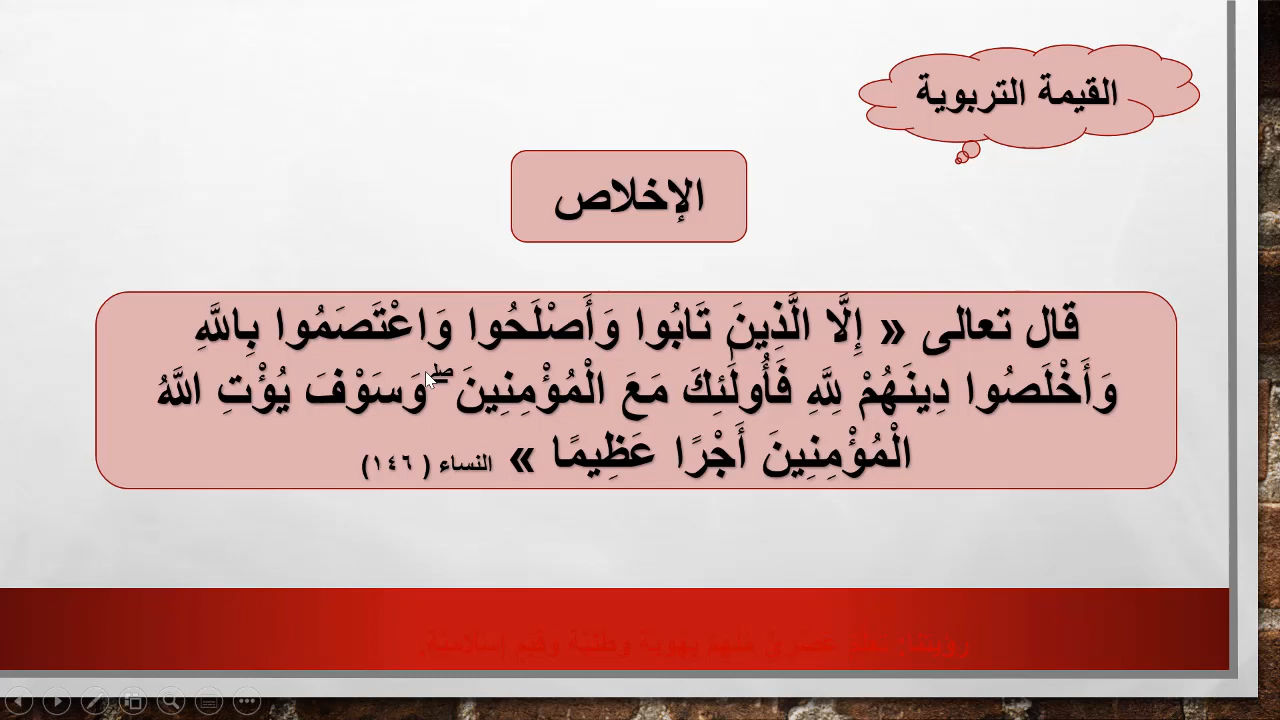 القيمة التربوية
الإخلاص
قال تعالى « إِلَّا الَّذِينَ تَابُوا وَأَصْلَحُوا وَاعْتَصَمُوا بِاللَّهِ
وَأَخْلَصُوا دِينَهُمْ لِلَّهِ فَأُولَٰئِكَ مَعَ الْمُؤْمِنِينَ ۖ وَسَوْفَ يُؤْتِ اللَّهُ
الْمُؤْمِنِينَ أَجْرًا عَظِيمًا » النساء ( ١٤٦)